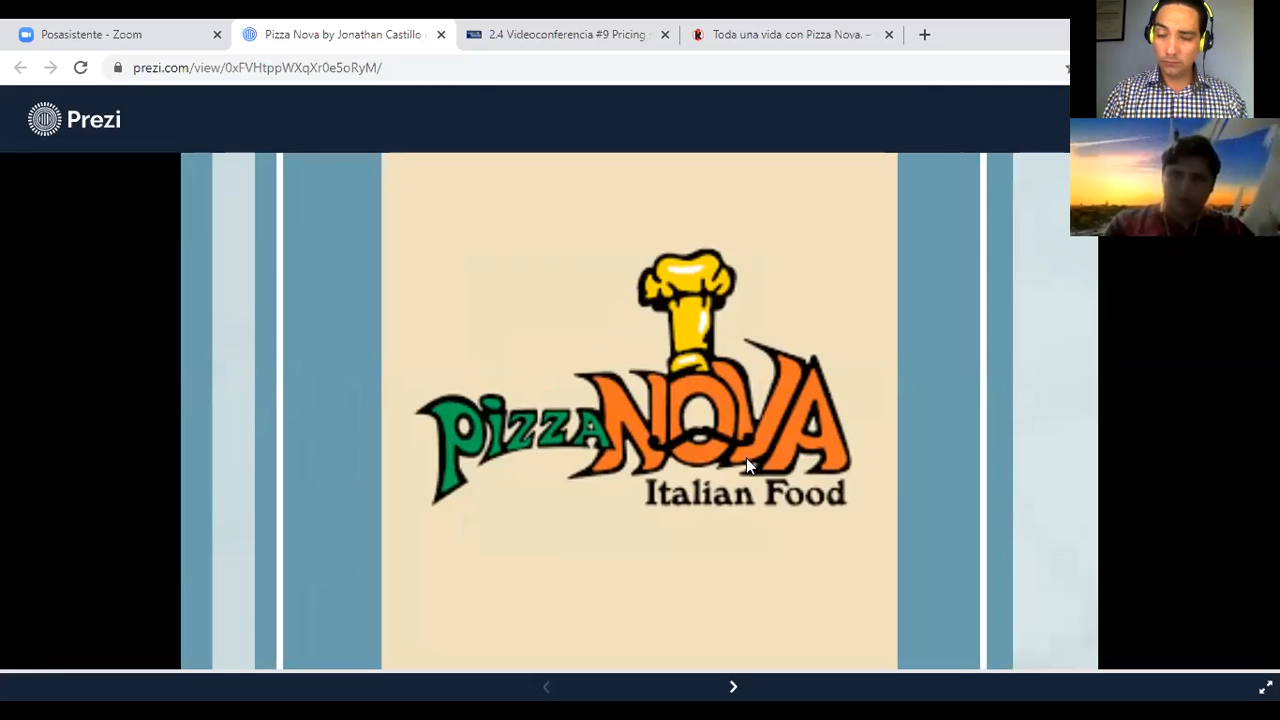 Posasistente - Zoom
Pizza Nova by Jonathan Castillo
2.4 Videoconferencia #9 Pricing
Toda una vida con Pizza Nova. –
prezi.com/view/0xFVHtppWXqXr0e5oRyM/
Prezi
pizza NOVA
Italian Food